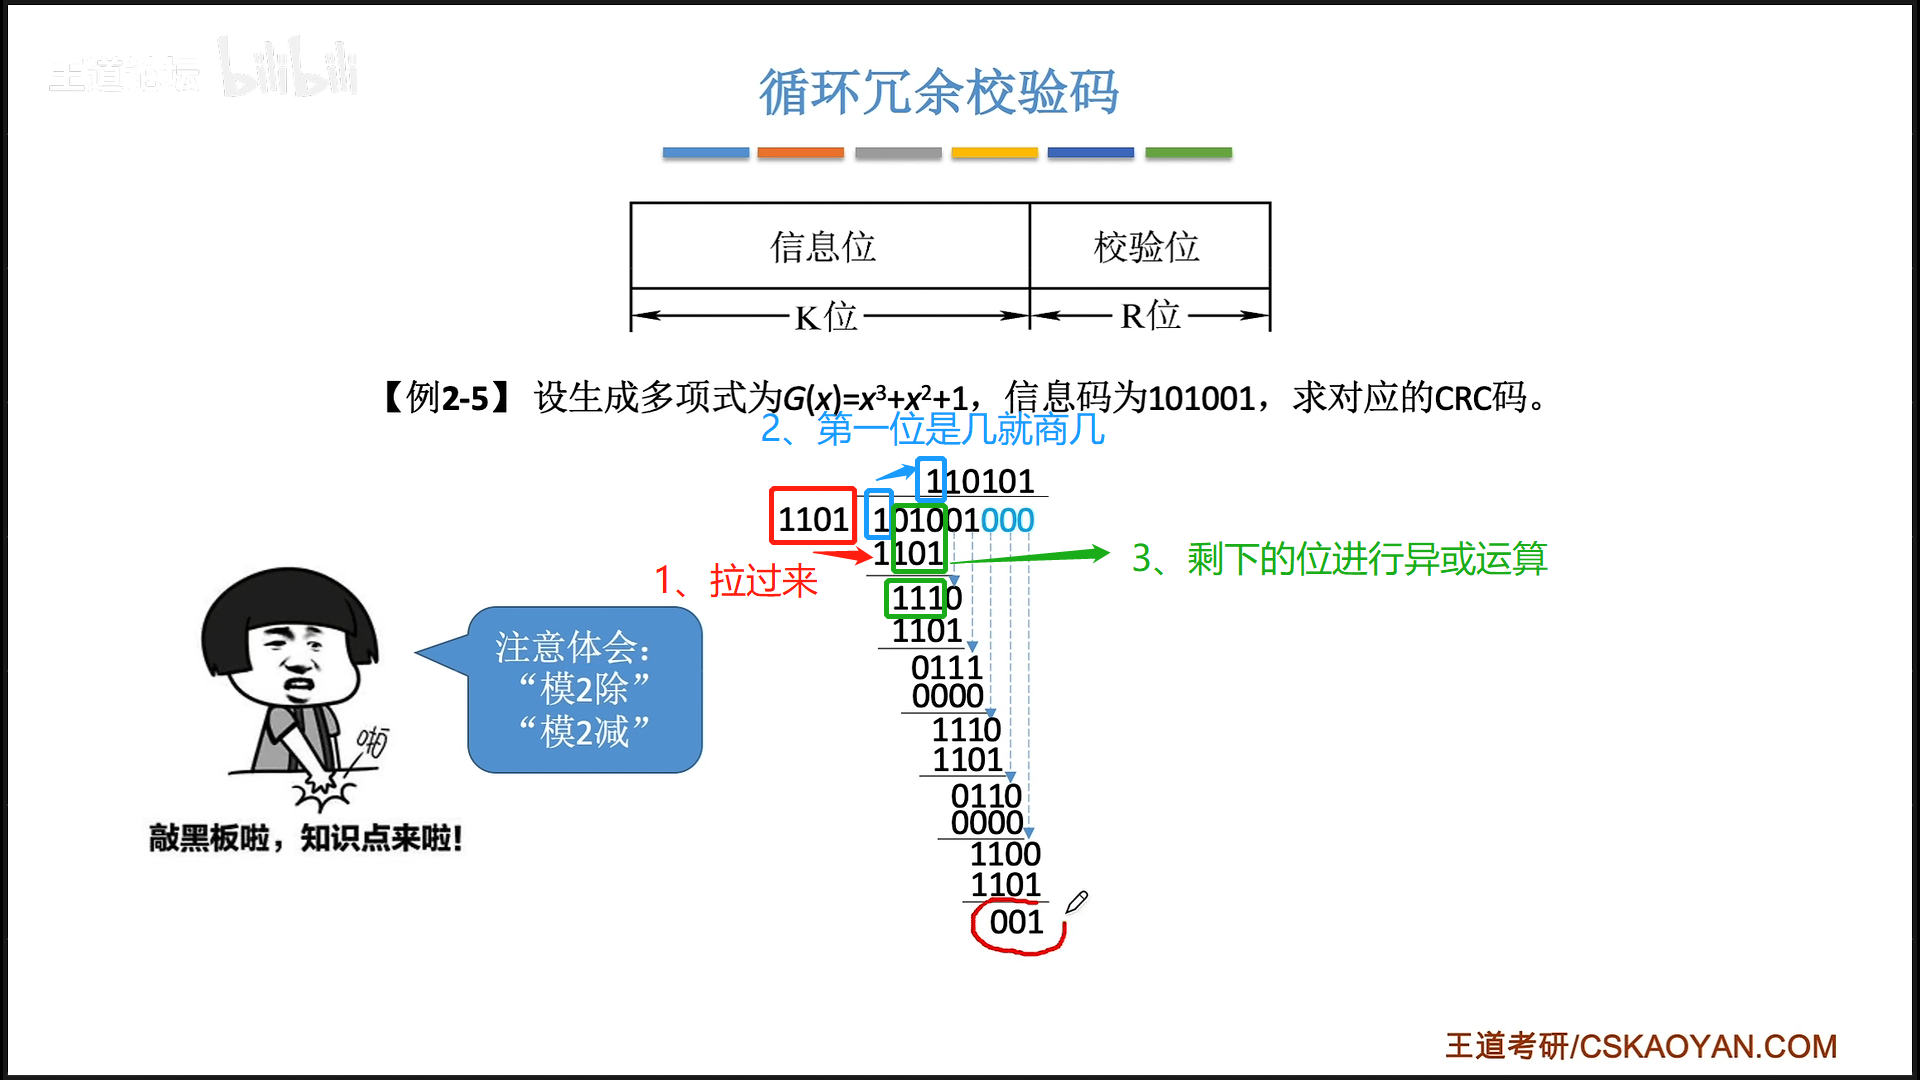 王道论坛 bilibili
循环冗余校验码
信息位 校验位
K位 R位
【例2-5】 设生成多项式为G(x)=x³+x²+1，信息码为101001，求对应的CRC码。
2、第一位是几就商几
110101
1101 101001000
1101
3、剩下的位进行异或运算
1、拉过来
1110
1101
0111
0000
1110
1101
0110
0000
1100
1101
001
注意体会：
“模2除”
“模2减”
啪
敲黑板啦，知识点来啦!
王道考研/CSKAOYAN.COM